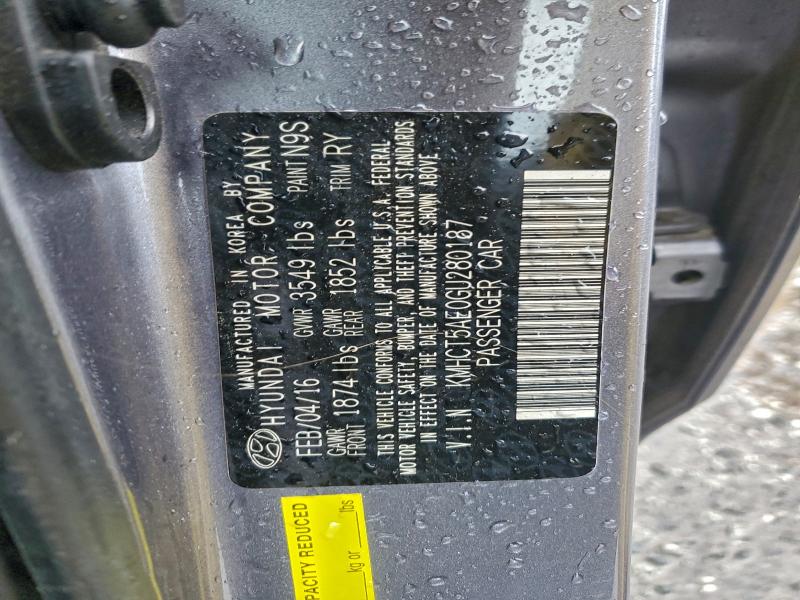 MANUFACTURED IN KOREA BY
HYUNDAI MOTOR COMPANY
FEB/04/16 GVWR 3549 lbs PAINT N9S
GAWR FRONT 1874 lbs GAWR REAR 1852 lbs TRIM RY
THIS VEHICLE CONFORMS TO ALL APPLICABLE U.S.A. FEDERAL
MOTOR VEHICLE SAFETY, BUMPER, AND THEFT PREVENTION STANDARDS
IN EFFECT ON THE DATE OF MANUFACTURE SHOWN ABOVE
V.I.N KMHCT5AE0GU280107
PASSENGER CAR
PACITY REDUCED
kg or lbs